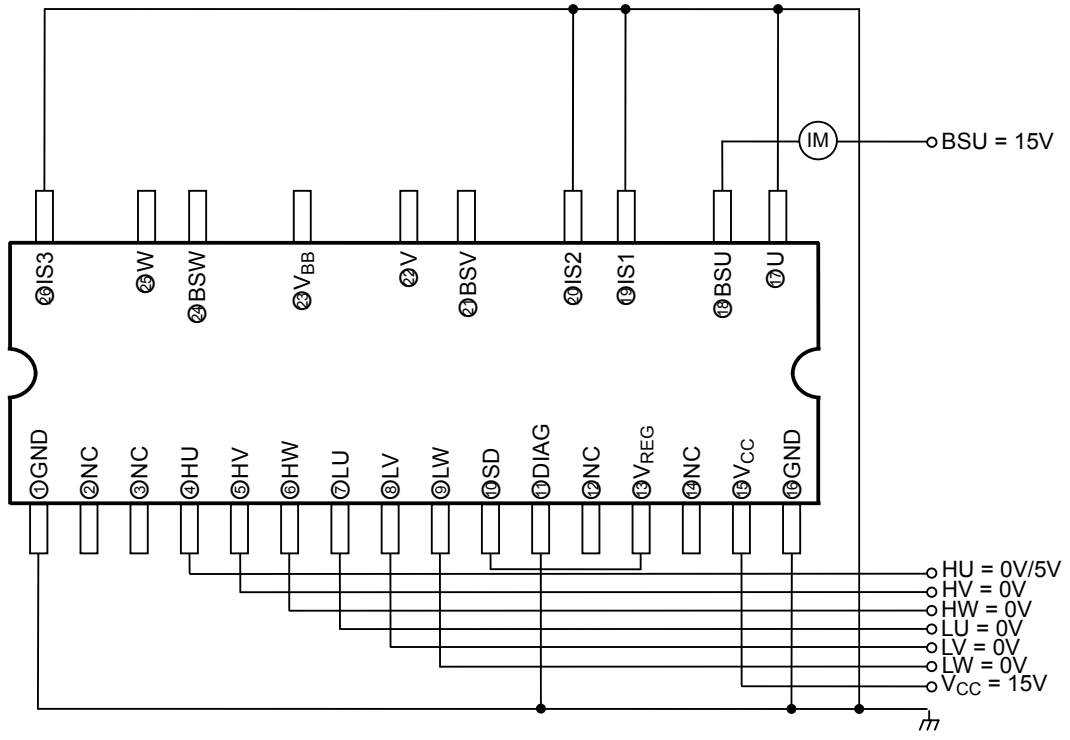 IM
BSU = 15V
㉖IS3
㉕W
㉔BSW
㉓VBB
㉒V
㉑BSV
⑳IS2
⑲IS1
⑱BSU
⑰U
①GND
②NC
③NC
④HU
⑤HV
⑥HW
⑦LU
⑧LV
⑨LW
⑩SD
⑪DIAG
⑫NC
⑬VREG
⑭NC
⑮VCC
⑯GND
HU = 0V/5V
HV = 0V
HW = 0V
LU = 0V
LV = 0V
LW = 0V
VCC = 15V